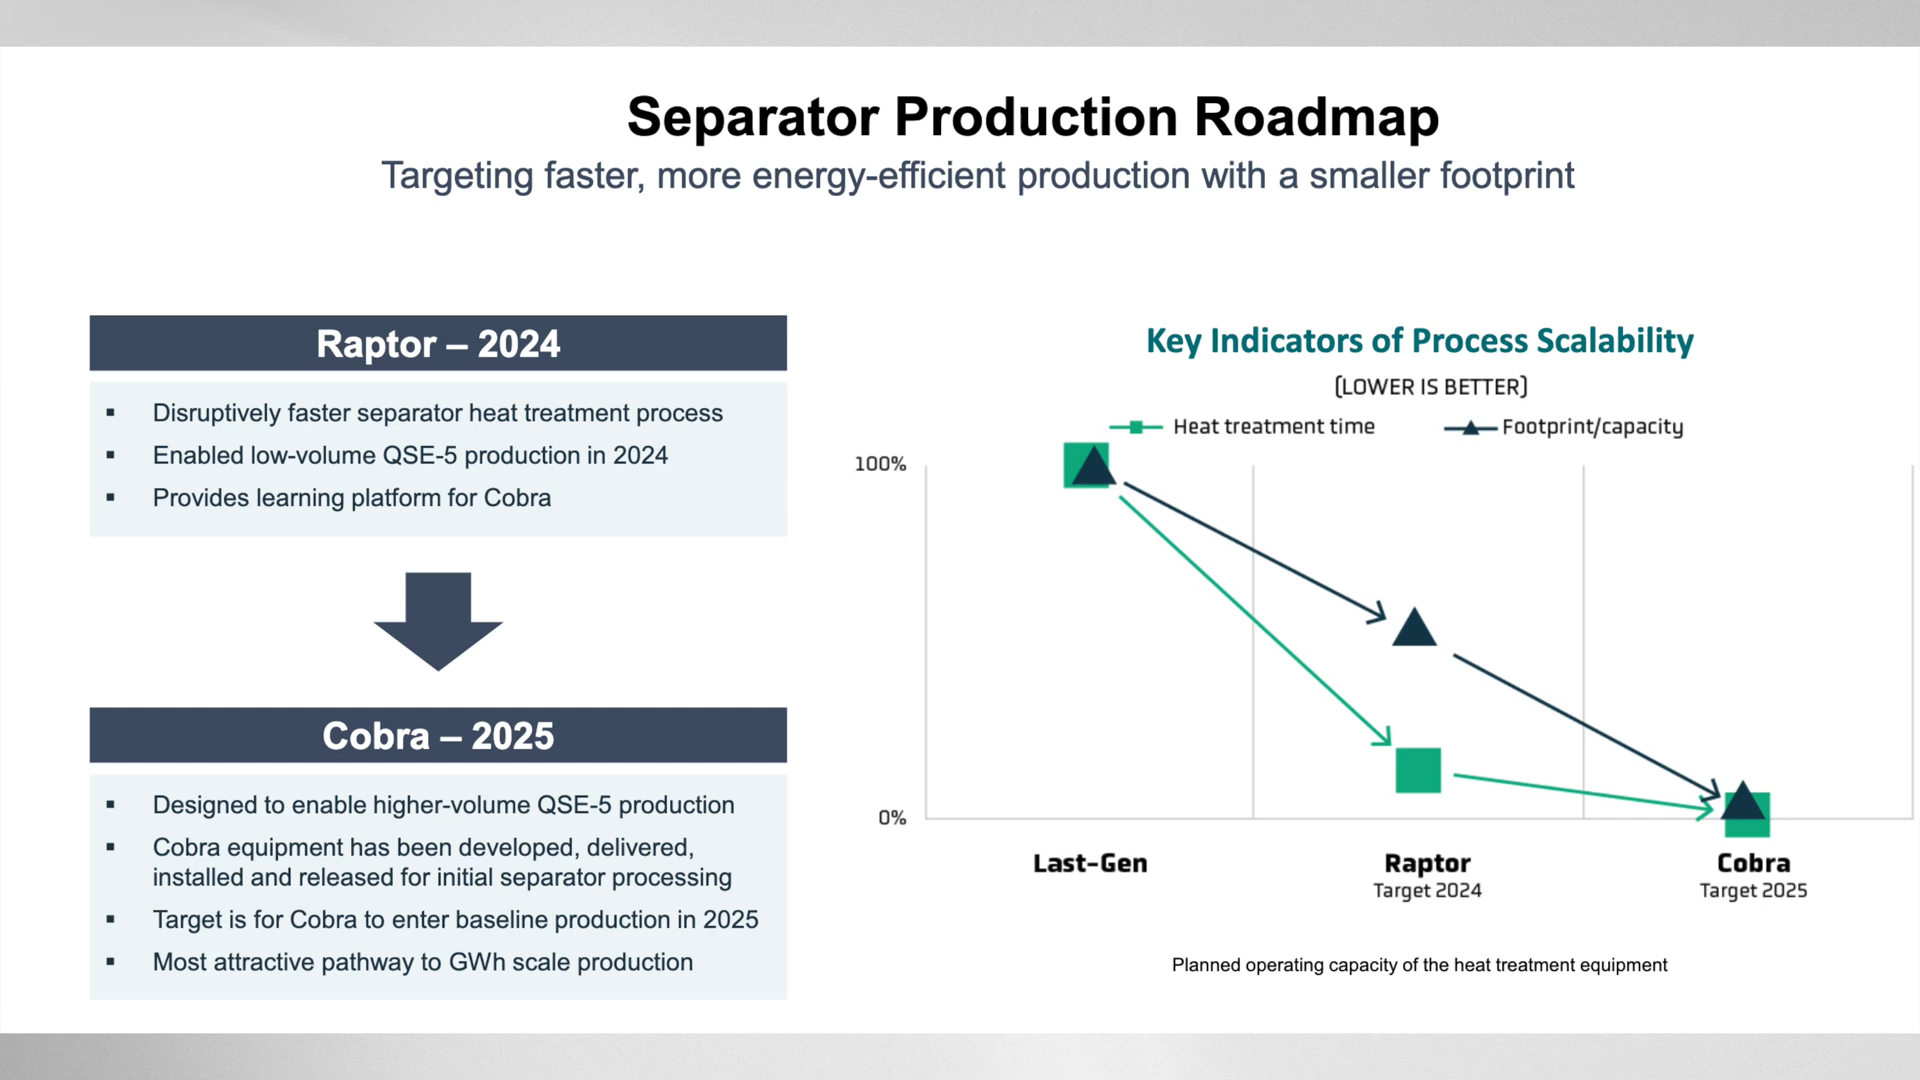 Separator Production Roadmap
Targeting faster, more energy-efficient production with a smaller footprint
Raptor – 2024
▪ Disruptively faster separator heat treatment process
▪ Enabled low-volume QSE-5 production in 2024
▪ Provides learning platform for Cobra
Cobra – 2025
▪ Designed to enable higher-volume QSE-5 production
▪ Cobra equipment has been developed, delivered,
installed and released for initial separator processing
▪ Target is for Cobra to enter baseline production in 2025
▪ Most attractive pathway to GWh scale production
Key Indicators of Process Scalability
(LOWER IS BETTER)
Heat treatment time
Footprint/capacity
100%
0%
Last-Gen
Raptor
Target 2024
Cobra
Target 2025
Planned operating capacity of the heat treatment equipment